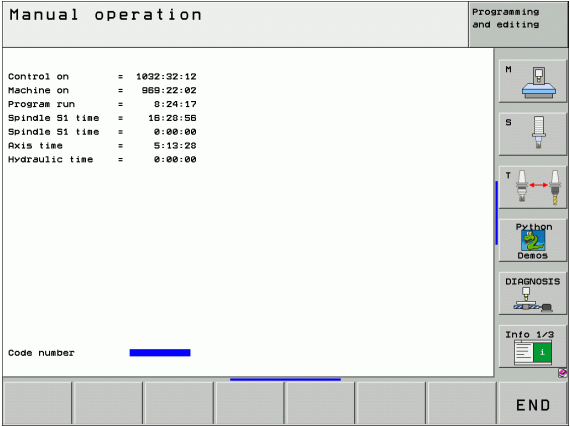 Manual operation
Programming
and editing
Control on = 1032:32:12
Machine on = 969:22:02
Program run = 8:24:17
Spindle S1 time = 16:28:56
Spindle S1 time = 0:00:00
Axis time = 5:13:28
Hydraulic time = 0:00:00
Code number
M
S
T
Python
Demos
DIAGNOSIS
Info 1/3
i
END